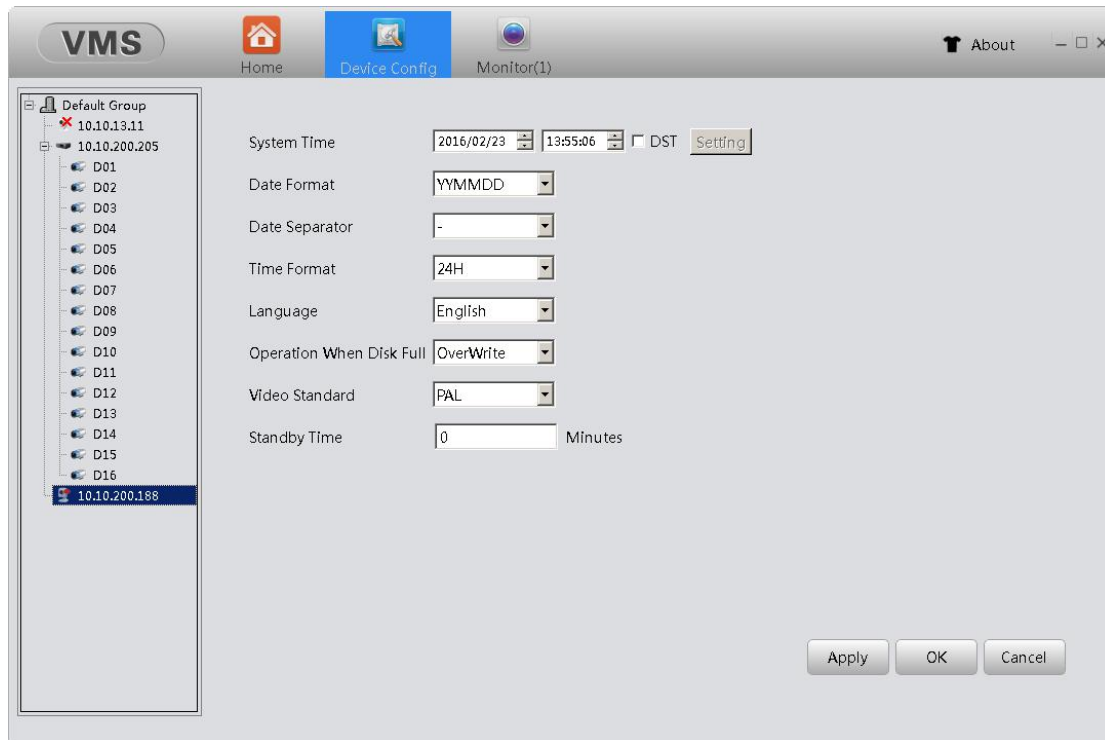 VMS
Home
Device Config
Monitor(1)
About
Default Group
10.10.13.11
10.10.200.205
D01
D02
D03
D04
D05
D06
D07
D08
D09
D10
D11
D12
D13
D14
D15
D16
10.10.200.188
System Time 2016/02/23 13:55:06 DST Setting
Date Format YYMMDD
Date Separator -
Time Format 24H
Language English
Operation When Disk Full OverWrite
Video Standard PAL
Standby Time 0 Minutes
Apply OK Cancel